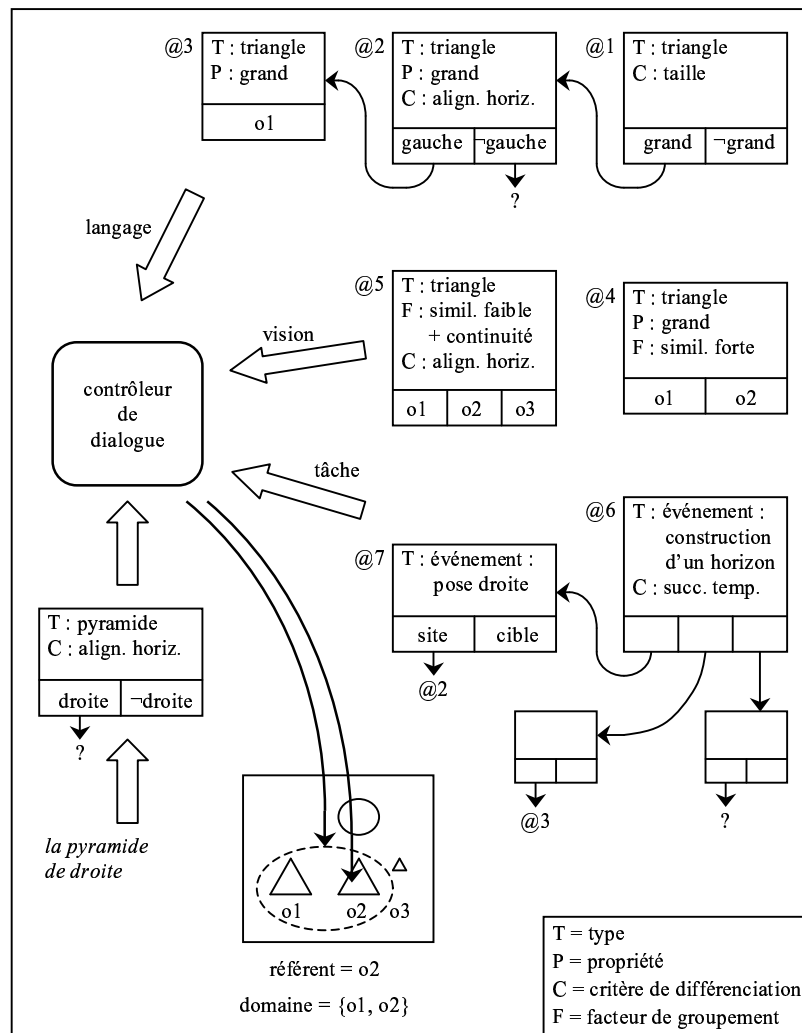 @3
T : triangle
P : grand
o1
@2
T : triangle
P : grand
C : align. horiz.
gauche
¬gauche
?
@1
T : triangle
C : taille
grand
¬grand
langage
@5
T : triangle
F : simil. faible
+ continuité
C : align. horiz.
o1
o2
o3
@4
T : triangle
P : grand
F : simil. forte
o1
o2
vision
contrôleur
de
dialogue
tâche
@7
T : événement :
pose droite
site
cible
@2
@6
T : événement :
construction
d'un horizon
C : succ. temp.
@3
?
T : pyramide
C : align. horiz.
droite
¬droite
?
la pyramide
de droite
o1
o2
o3
référent = o2
domaine = {o1, o2}
T = type
P = propriété
C = critère de différenciation
F = facteur de groupement